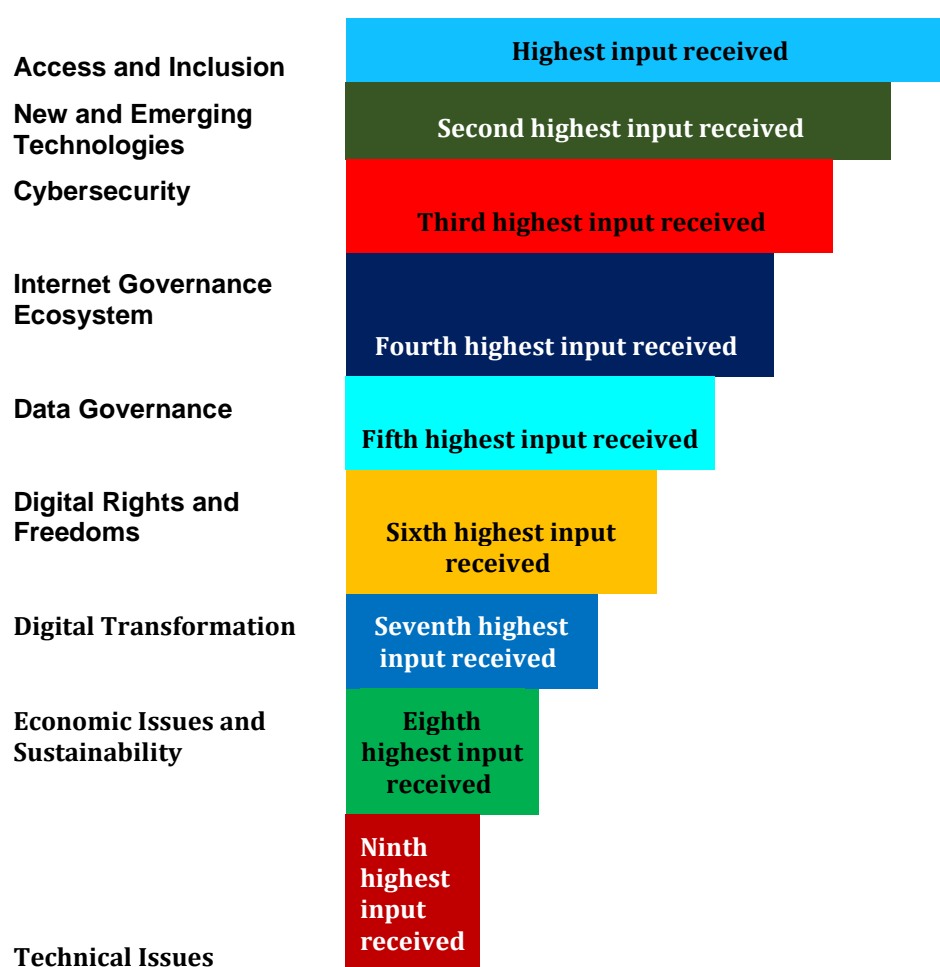 Access and Inclusion
Highest input received
New and Emerging
Technologies
Second highest input received
Cybersecurity
Third highest input received
Internet Governance
Ecosystem
Fourth highest input received
Data Governance
Fifth highest input received
Digital Rights and
Freedoms
Sixth highest input
received
Digital Transformation
Seventh highest
input received
Economic Issues and
Sustainability
Eighth
highest input
received
Technical Issues
Ninth
highest
input
received